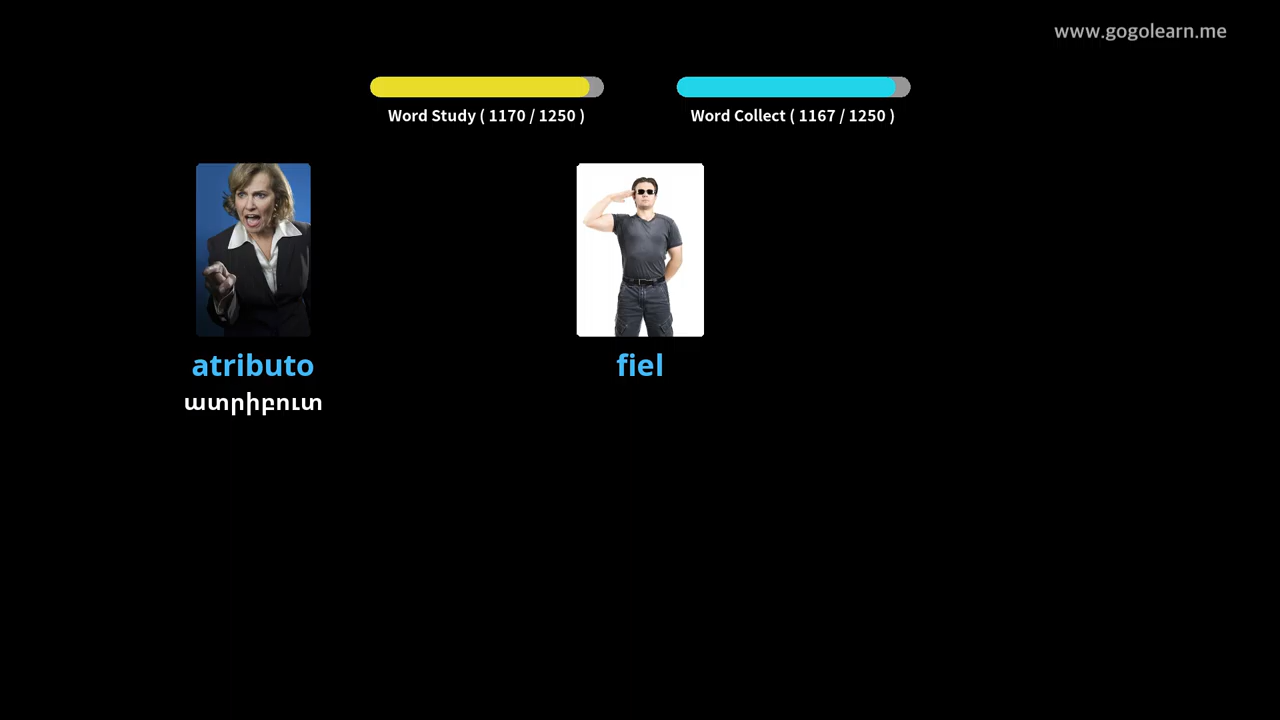 www.gogolearn.me
Word Study ( 1170 / 1250 )
Word Collect ( 1167 / 1250 )
atributo
ատրիբուտ
fiel